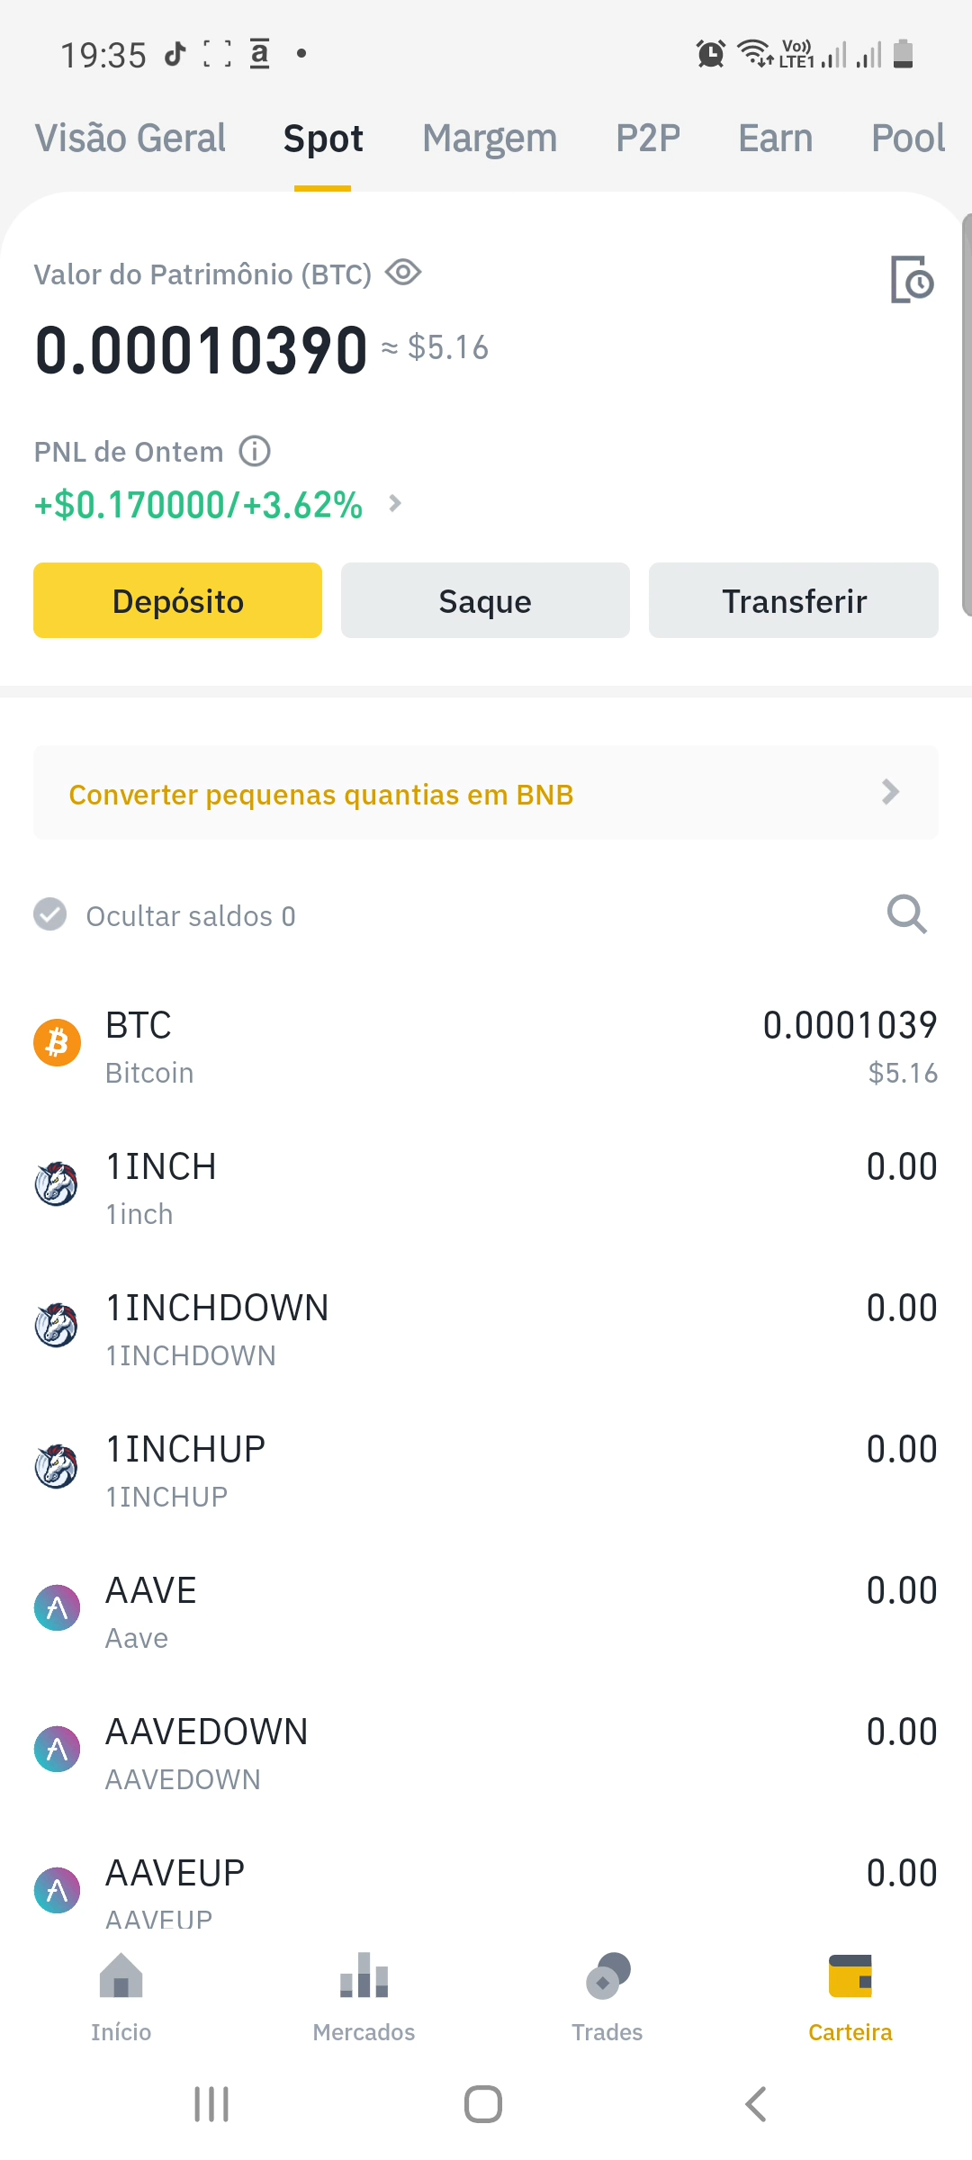 19:35 a Vo)) LTE1
Visão Geral Spot Margem P2P Earn Pool
Valor do Patrimônio (BTC)
0.00010390 ≈ $5.16
PNL de Ontem
+$0.170000/+3.62%
Depósito Saque Transferir
Converter pequenas quantias em BNB
Ocultar saldos 0
BTC 0.0001039
Bitcoin $5.16
1INCH 0.00
1inch
1INCHDOWN 0.00
1INCHDOWN
1INCHUP 0.00
1INCHUP
AAVE 0.00
Aave
AAVEDOWN 0.00
AAVEDOWN
AAVEUP 0.00
AAVEUP
Início Mercados Trades Carteira